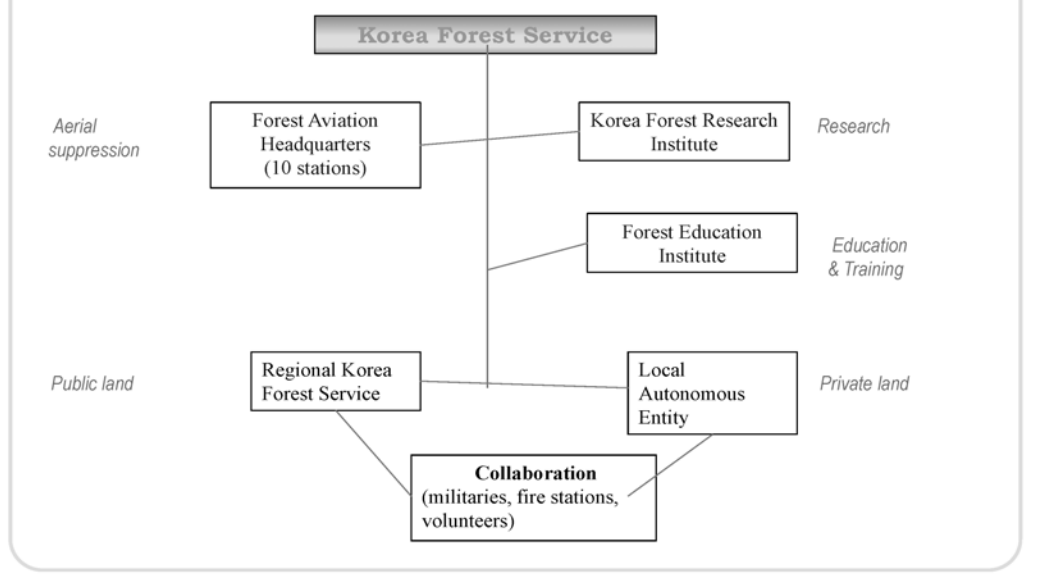 Korea Forest Service
Aerial
suppression
Forest Aviation
Headquarters
(10 stations)
Korea Forest Research
Institute
Research
Forest Education
Institute
Education
& Training
Public land
Regional Korea
Forest Service
Local
Autonomous
Entity
Private land
Collaboration
(militaries, fire stations,
volunteers)